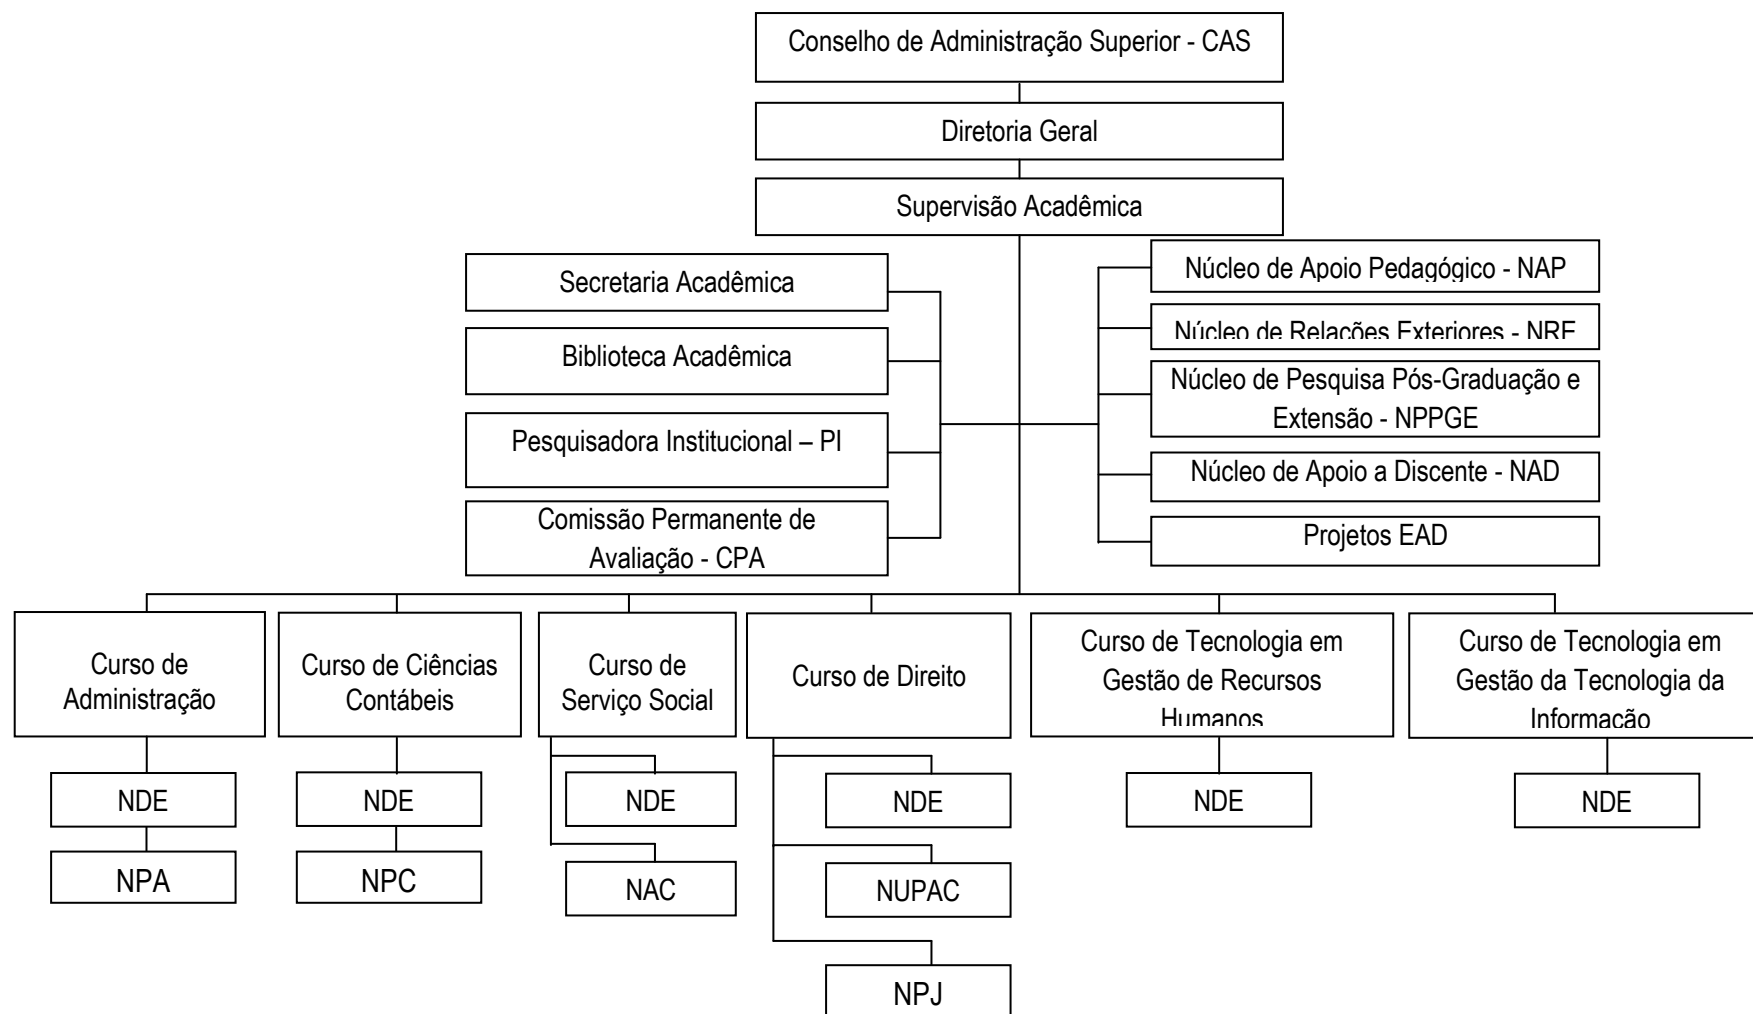 Conselho de Administração Superior - CAS
Diretoria Geral
Supervisão Acadêmica
Secretaria Acadêmica
Biblioteca Acadêmica
Pesquisadora Institucional – PI
Comissão Permanente de
Avaliação - CPA
Núcleo de Apoio Pedagógico - NAP
Núcleo de Relações Exteriores - NRE
Núcleo de Pesquisa Pós-Graduação e
Extensão - NPPGE
Núcleo de Apoio a Discente - NAD
Projetos EAD
Curso de
Administração
Curso de Ciências
Contábeis
Curso de
Serviço Social
Curso de Direito
Curso de Tecnologia em
Gestão de Recursos
Humanos
Curso de Tecnologia em
Gestão da Tecnologia da
Informação
NDE
NDE
NDE
NDE
NDE
NDE
NPA
NPC
NAC
NUPAC
NPJ